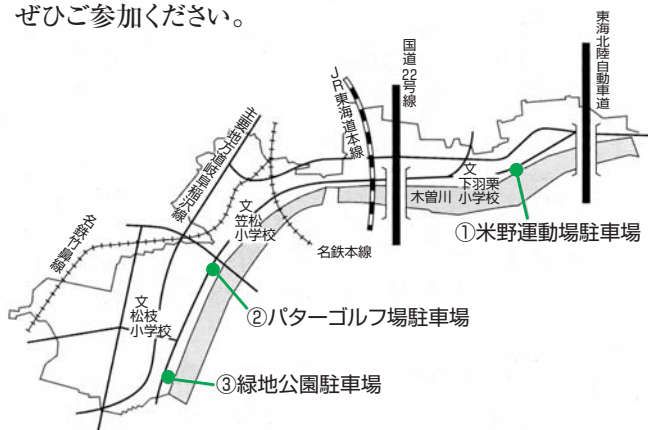 ぜひご参加ください。
東海北陸自動車道
国道22号線
JR東海道本線
主要地方道岐阜稲沢線
文
下羽栗
小学校
木曽川
①米野運動場駐車場
文
笠松
小学校
名鉄本線
名鉄竹鼻線
②パターゴルフ場駐車場
文
松枝
小学校
③緑地公園駐車場